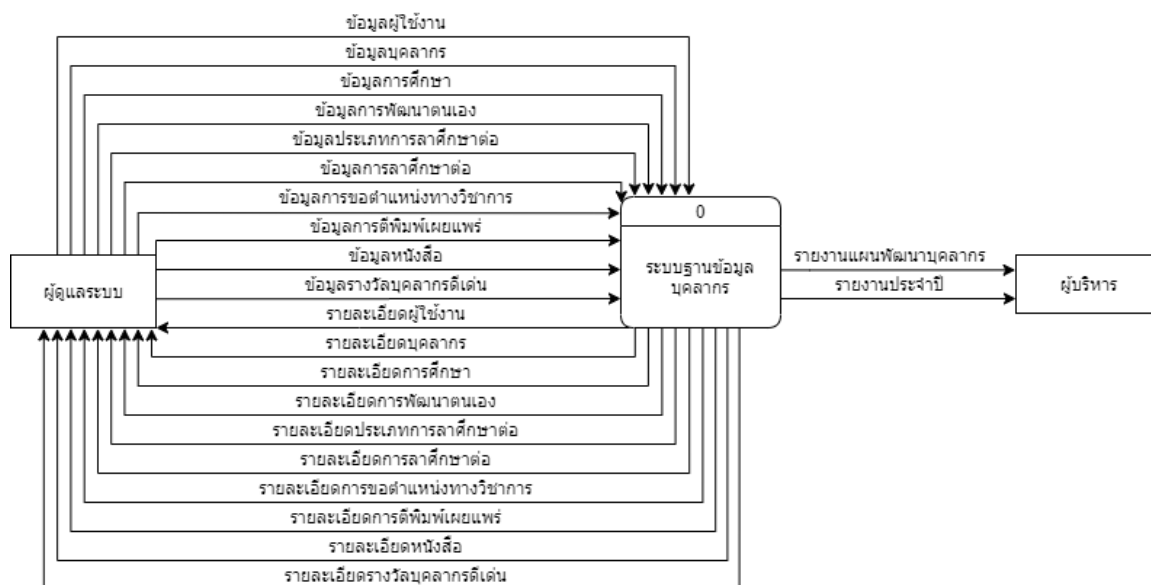 ข้อมูลผู้ใช้งาน
ข้อมูลบุคลากร
ข้อมูลการศึกษา
ข้อมูลการพัฒนาตนเอง
ข้อมูลประเภทการลาศึกษาต่อ
ข้อมูลการลาศึกษาต่อ
ข้อมูลการขอตำแหน่งทางวิชาการ
ข้อมูลการตีพิมพ์เผยแพร่
ข้อมูลหนังสือ
ข้อมูลรางวัลบุคลากรดีเด่น
ผู้ดูแลระบบ
0
ระบบฐานข้อมูล
บุคลากร
รายงานแผนพัฒนาบุคลากร
รายงานประจำปี
ผู้บริหาร
รายละเอียดผู้ใช้งาน
รายละเอียดบุคลากร
รายละเอียดการศึกษา
รายละเอียดการพัฒนาตนเอง
รายละเอียดประเภทการลาศึกษาต่อ
รายละเอียดการลาศึกษาต่อ
รายละเอียดการขอตำแหน่งทางวิชาการ
รายละเอียดการตีพิมพ์เผยแพร่
รายละเอียดหนังสือ
รายละเอียดรางวัลบุคลากรดีเด่น